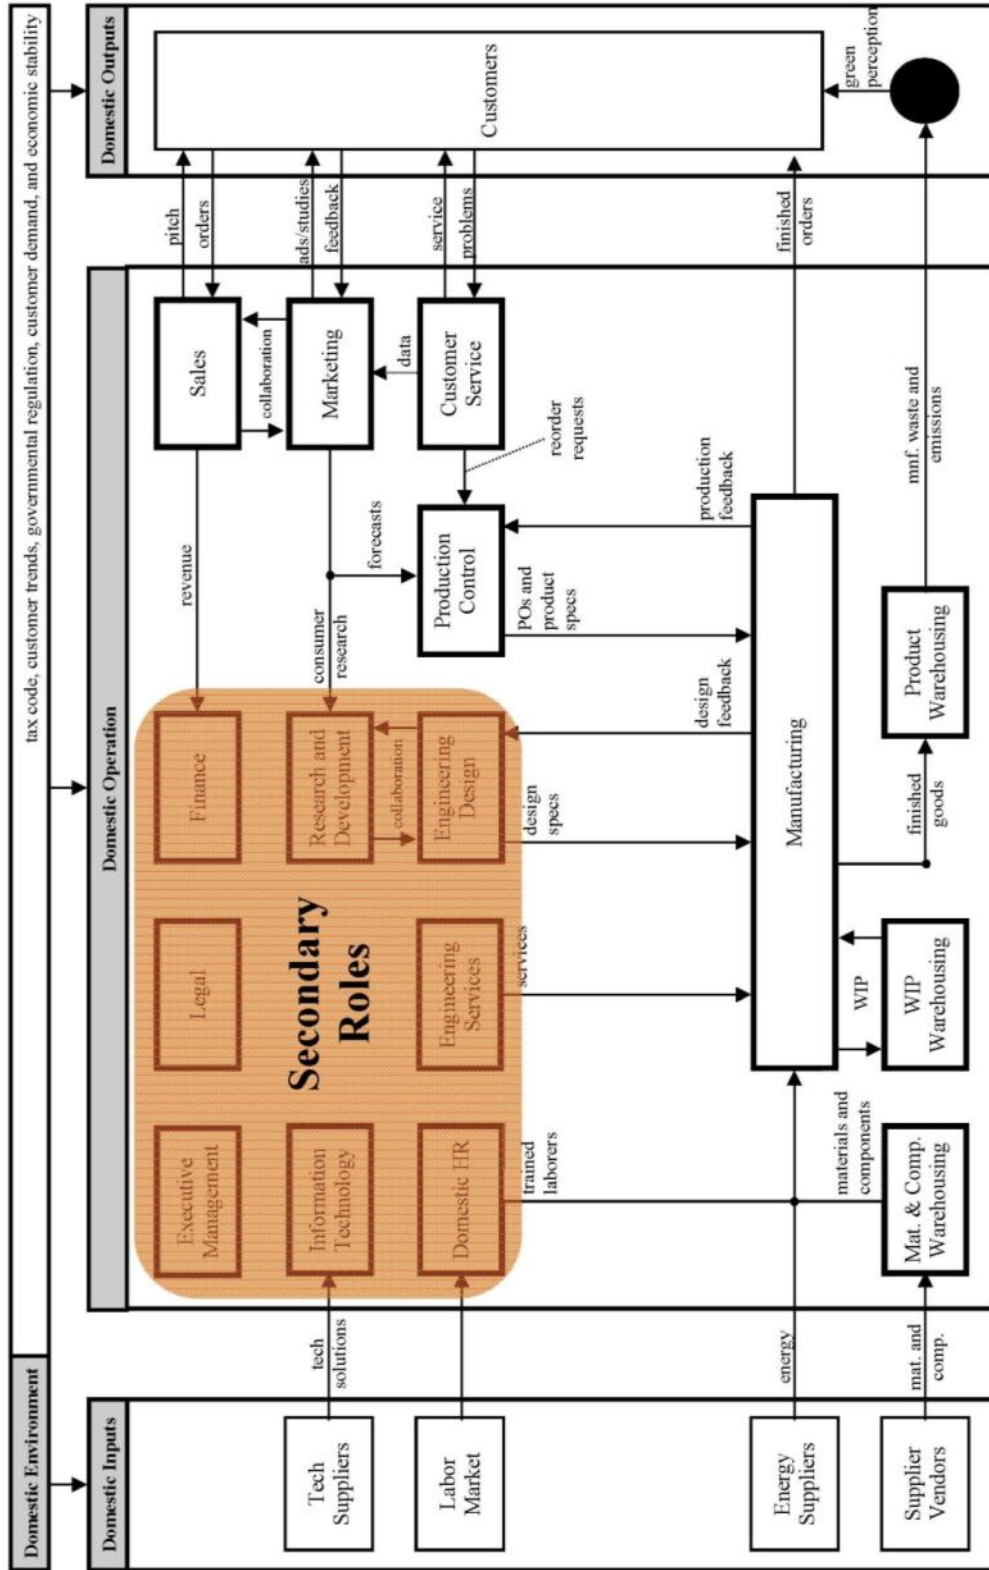 Domestic Environment
tax code, customer trends, governmental regulation, customer demand, and economic stability
Domestic Inputs
Domestic Operation
Domestic Outputs
Tech
Suppliers
Labor
Market
Energy
Suppliers
Supplier
Vendors
tech
solutions
energy
mat. and
comp.
Executive
Management
Legal
Finance
Information
Technology
Secondary
Roles
Research and
Development
collaboration
Domestic HR
Engineering
Services
Engineering
Design
trained
laborers
services
design
specs
design
feedback
revenue
consumer
research
forecasts
Sales
collaboration
Marketing
data
Customer
Service
reorder
requests
Production
Control
POs and
product
specs
production
feedback
Manufacturing
materials and
components
Mat. & Comp.
Warehousing
WIP
WIP
Warehousing
finished
goods
Product
Warehousing
mnf. waste and
emissions
pitch
orders
ads/studies
feedback
service
problems
finished
orders
Customers
green
perception